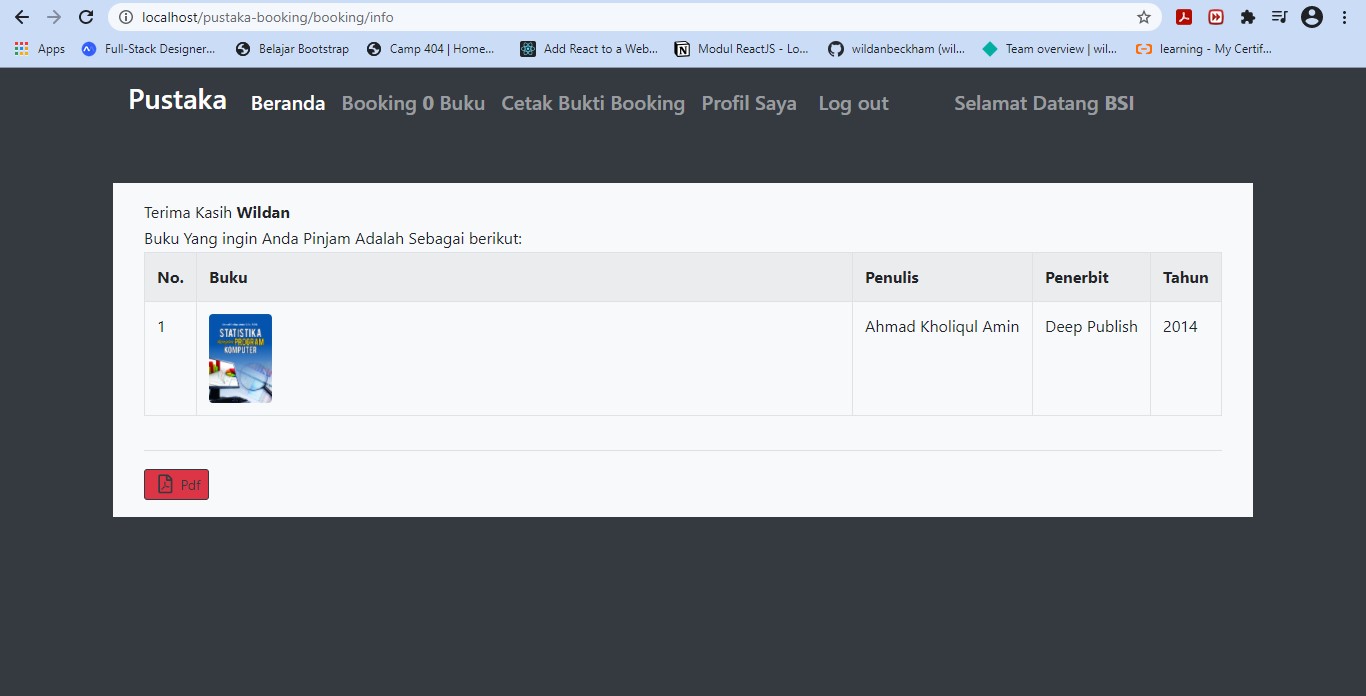 localhost/pustaka-booking/booking/info
Apps Full-Stack Designer... Belajar Bootstrap Camp 404 | Home... Add React to a Web... Modul ReactJS - Lo... wildanbeckham (wil... Team overview | wil... learning - My Certif...
Pustaka Beranda Booking 0 Buku Cetak Bukti Booking Profil Saya Log out Selamat Datang BSI
Terima Kasih Wildan
Buku Yang ingin Anda Pinjam Adalah Sebagai berikut:
No. Buku Penulis Penerbit Tahun
1 Ahmad Kholiqul Amin Deep Publish 2014
STATISTIKA
PROGRAM
KOMPUTER
Pdf